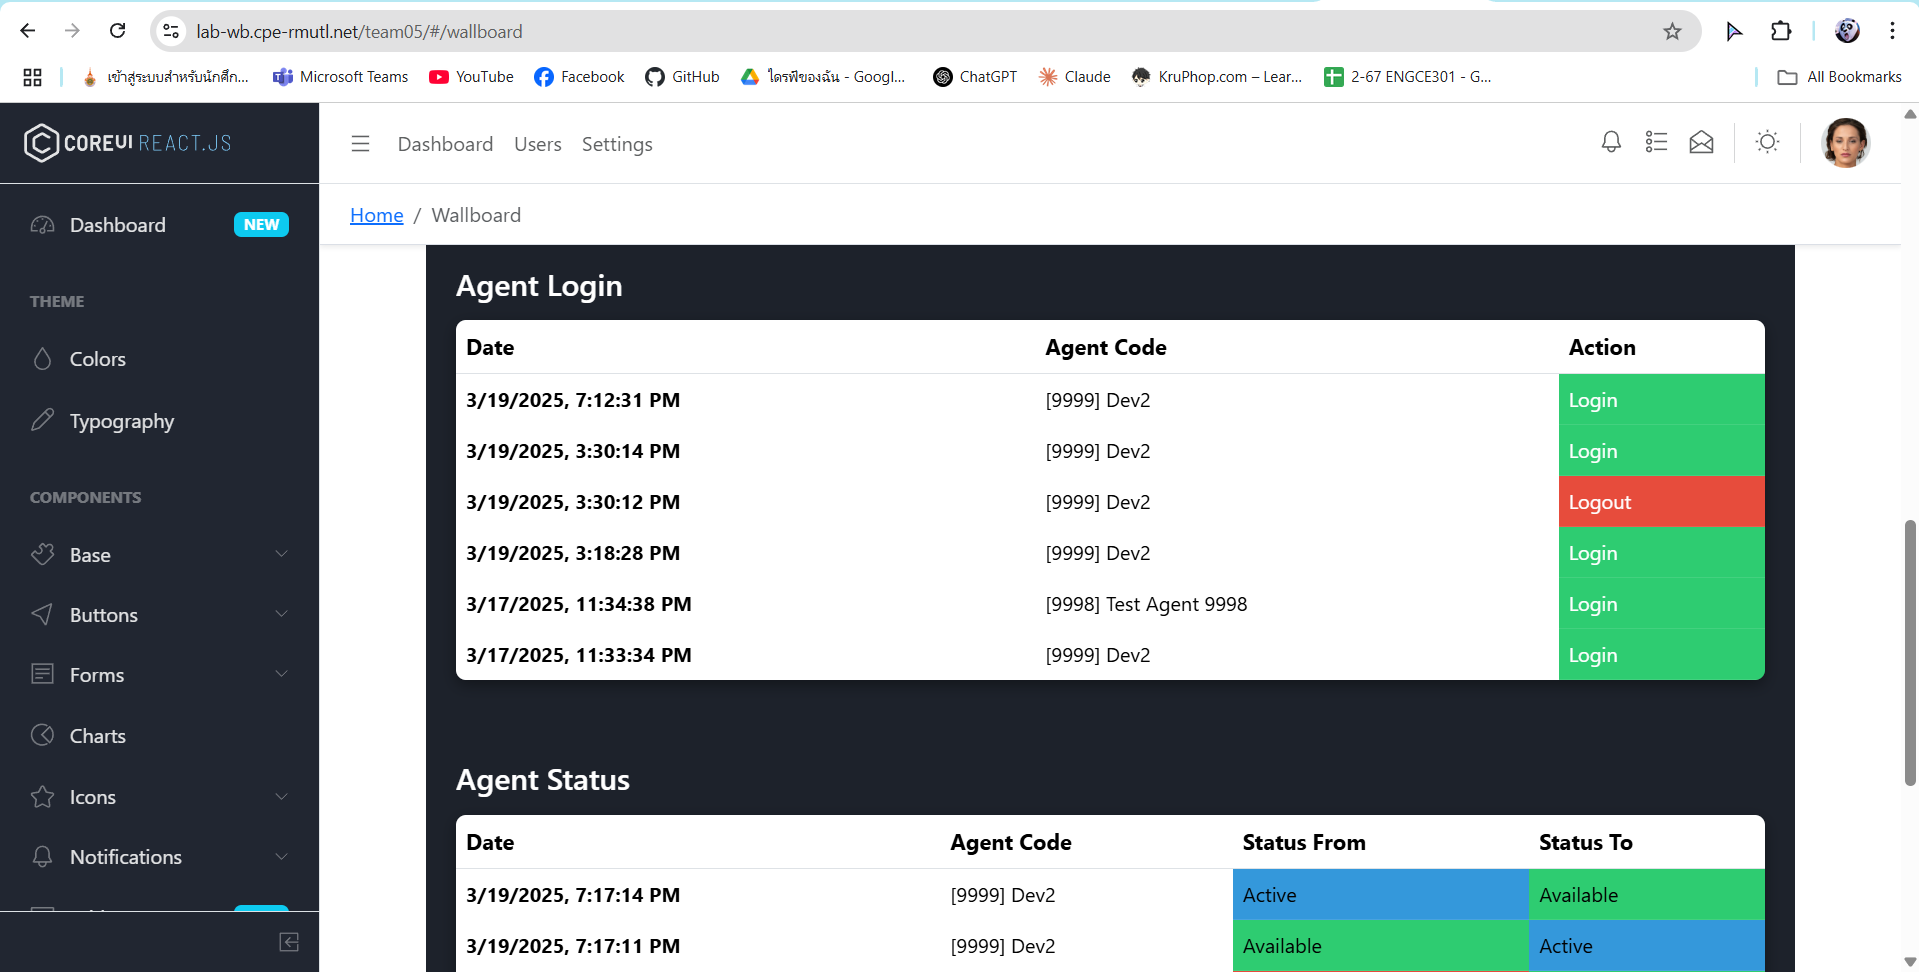 lab-wb.cpe-rmutl.net/team05/#/wallboard
เข้าสู่ระบบสำหรับนักศึก... Microsoft Teams YouTube Facebook GitHub ไดรฟ์ของฉัน - Googl... ChatGPT Claude KruPhop.com – Lear... 2-67 ENGCE301 - G... All Bookmarks
COREUI REACT.JS
Dashboard Users Settings
Home / Wallboard
Dashboard NEW
THEME
Colors
Typography
COMPONENTS
Base
Buttons
Forms
Charts
Icons
Notifications
Agent Login
Date Agent Code Action
3/19/2025, 7:12:31 PM [9999] Dev2 Login
3/19/2025, 3:30:14 PM [9999] Dev2 Login
3/19/2025, 3:30:12 PM [9999] Dev2 Logout
3/19/2025, 3:18:28 PM [9999] Dev2 Login
3/17/2025, 11:34:38 PM [9998] Test Agent 9998 Login
3/17/2025, 11:33:34 PM [9999] Dev2 Login
Agent Status
Date Agent Code Status From Status To
3/19/2025, 7:17:14 PM [9999] Dev2 Active Available
3/19/2025, 7:17:11 PM [9999] Dev2 Available Active